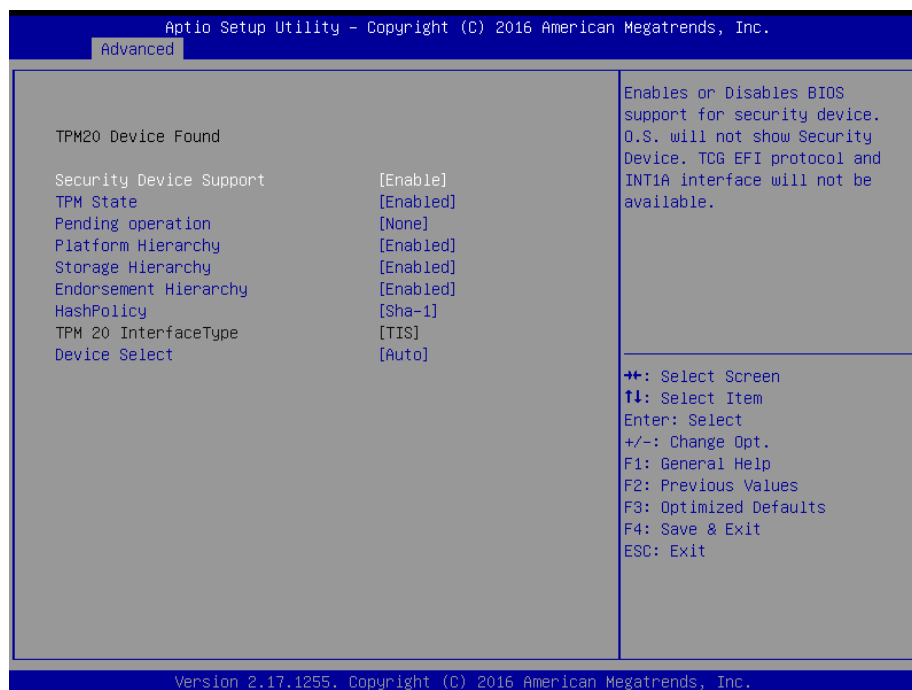 Aptio Setup Utility – Copyright (C) 2016 American Megatrends, Inc.
Advanced
TPM20 Device Found
Security Device Support [Enable]
TPM State [Enabled]
Pending operation [None]
Platform Hierarchy [Enabled]
Storage Hierarchy [Enabled]
Endorsement Hierarchy [Enabled]
HashPolicy [Sha-1]
TPM 20 InterfaceType [TIS]
Device Select [Auto]
Enables or Disables BIOS
support for security device.
O.S. will not show Security
Device. TCG EFI protocol and
INT1A interface will not be
available.
→←: Select Screen
↑↓: Select Item
Enter: Select
+/-: Change Opt.
F1: General Help
F2: Previous Values
F3: Optimized Defaults
F4: Save & Exit
ESC: Exit
Version 2.17.1255. Copyright (C) 2016 American Megatrends, Inc.